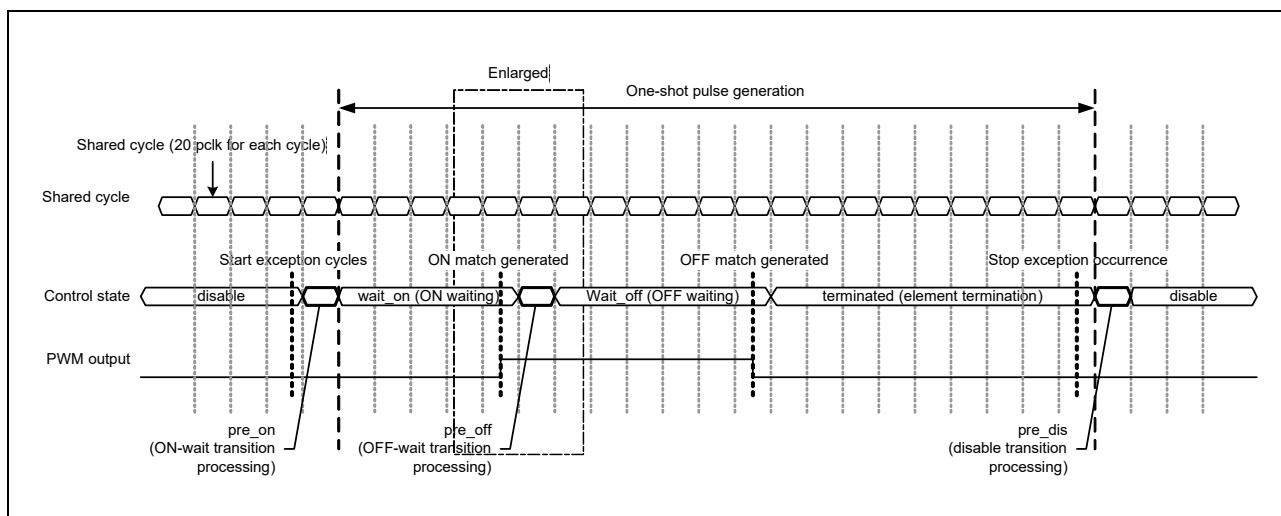 Enlarged
One-shot pulse generation
Shared cycle (20 pclk for each cycle)
Shared cycle
Start exception cycles
ON match generated
OFF match generated
Stop exception occurrence
Control state
disable
wait_on (ON waiting)
Wait_off (OFF waiting)
terminated (element termination)
disable
PWM output
pre_on
(ON-wait transition
processing)
pre_off
(OFF-wait transition
processing)
pre_dis
(disable transition
processing)